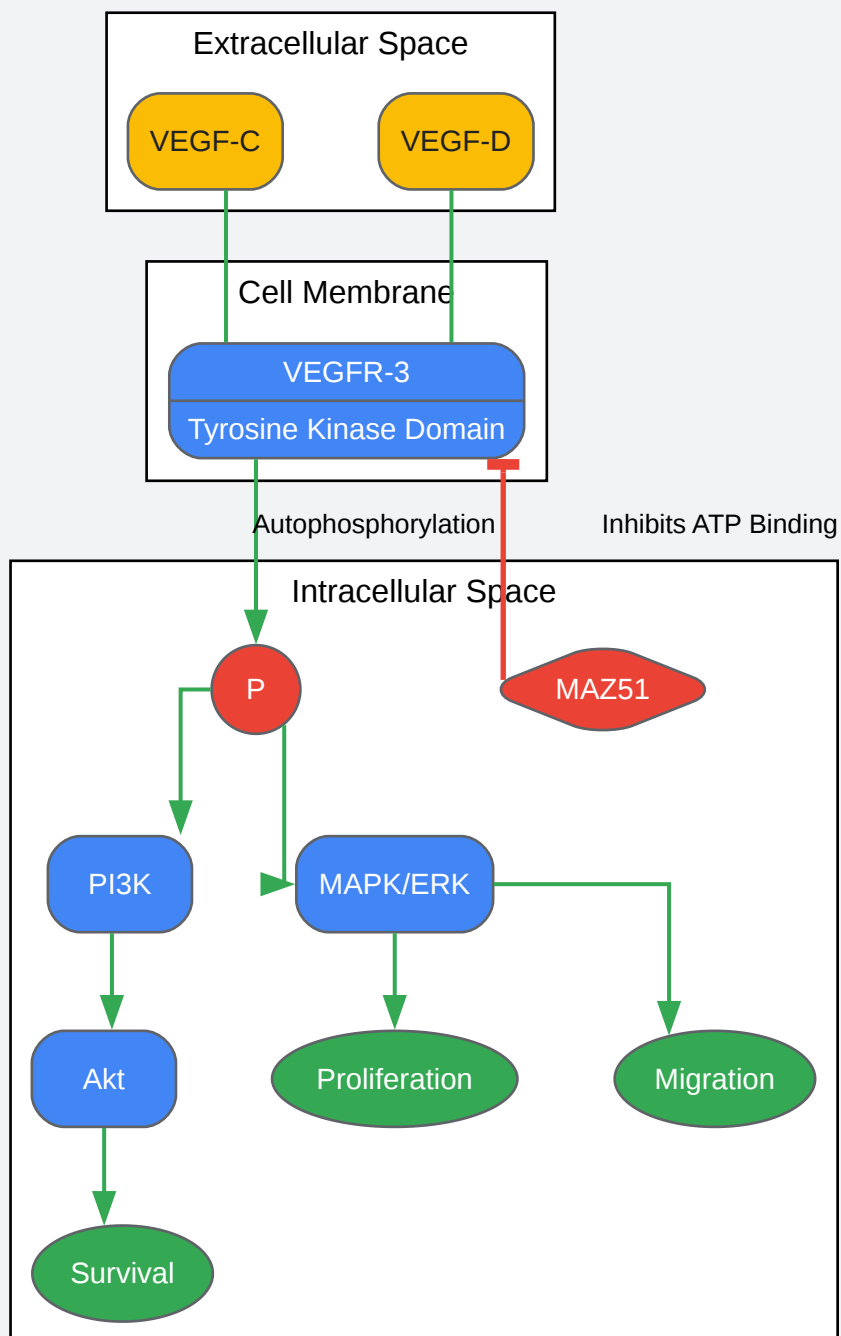 Extracellular Space
VEGF-C
VEGF-D
Cell Membrane
VEGFR-3
Tyrosine Kinase Domain
Autophosphorylation
Inhibits ATP Binding
Intracellular Space
P
MAZ51
PI3K
MAPK/ERK
Akt
Proliferation
Migration
Survival